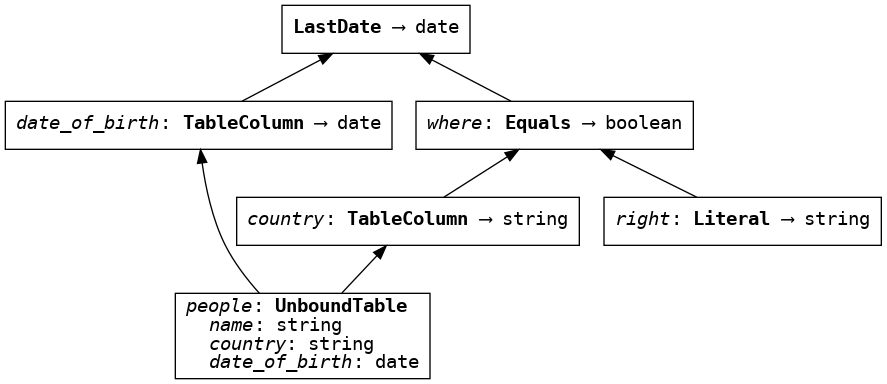 LastDate → date
date_of_birth: TableColumn → date
where: Equals → boolean
country: TableColumn → string
right: Literal → string
people: UnboundTable
name: string
country: string
date_of_birth: date